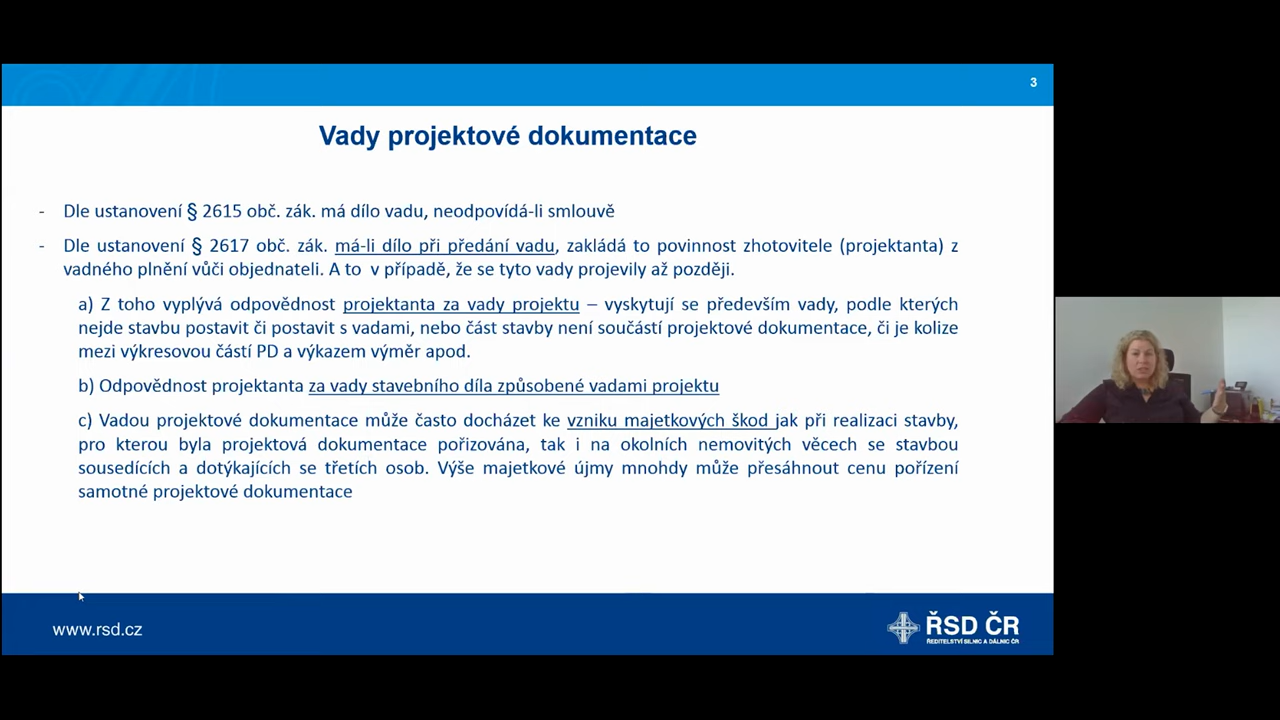 3
Vady projektové dokumentace
- Dle ustanovení § 2615 obč. zák. má dílo vadu, neodpovídá-li smlouvě
- Dle ustanovení § 2617 obč. zák. má-li dílo při předání vadu, zakládá to povinnost zhotovitele (projektanta) z
vadného plnění vůči objednateli. A to v případě, že se tyto vady projevily až později.
a) Z toho vyplývá odpovědnost projektanta za vady projektu – vyskytují se především vady, podle kterých
nejde stavbu postavit či postavit s vadami, nebo část stavby není součástí projektové dokumentace, či je kolize
mezi výkresovou částí PD a výkazem výměr apod.
b) Odpovědnost projektanta za vady stavebního díla způsobené vadami projektu
c) Vadou projektové dokumentace může často docházet ke vzniku majetkových škod jak při realizaci stavby,
pro kterou byla projektová dokumentace pořizována, tak i na okolních nemovitých věcech se stavbou
sousedících a dotýkajících se třetích osob. Výše majetkové újmy mnohdy může přesáhnout cenu pořízení
samotné projektové dokumentace
www.rsd.cz
ŘSD ČR
ŘEDITELSTVÍ SILNIC A DÁLNIC ČR